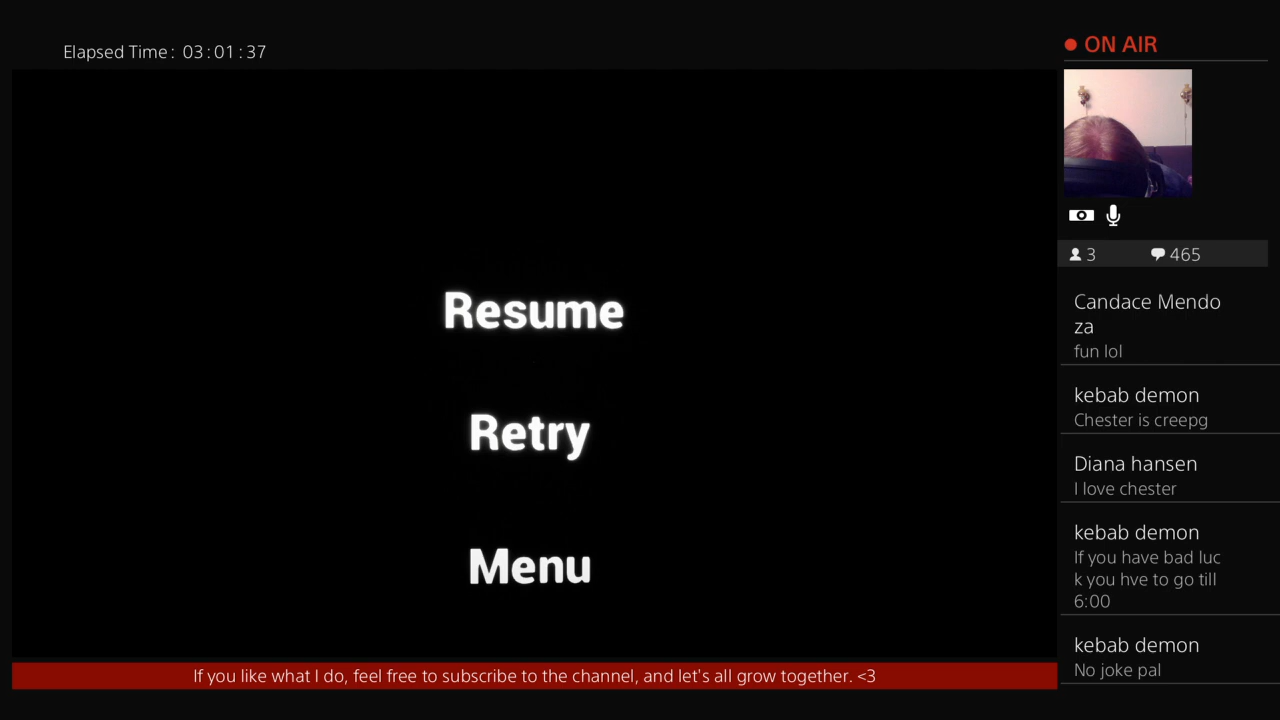 Elapsed Time: 03:01:37
ON AIR
3 465
Resume
Retry
Menu
Candace Mendo
za
fun lol
kebab demon
Chester is creepg
Diana hansen
I love chester
kebab demon
If you have bad luc
k you hve to go till
6:00
kebab demon
No joke pal
If you like what I do, feel free to subscribe to the channel, and let's all grow together. <3